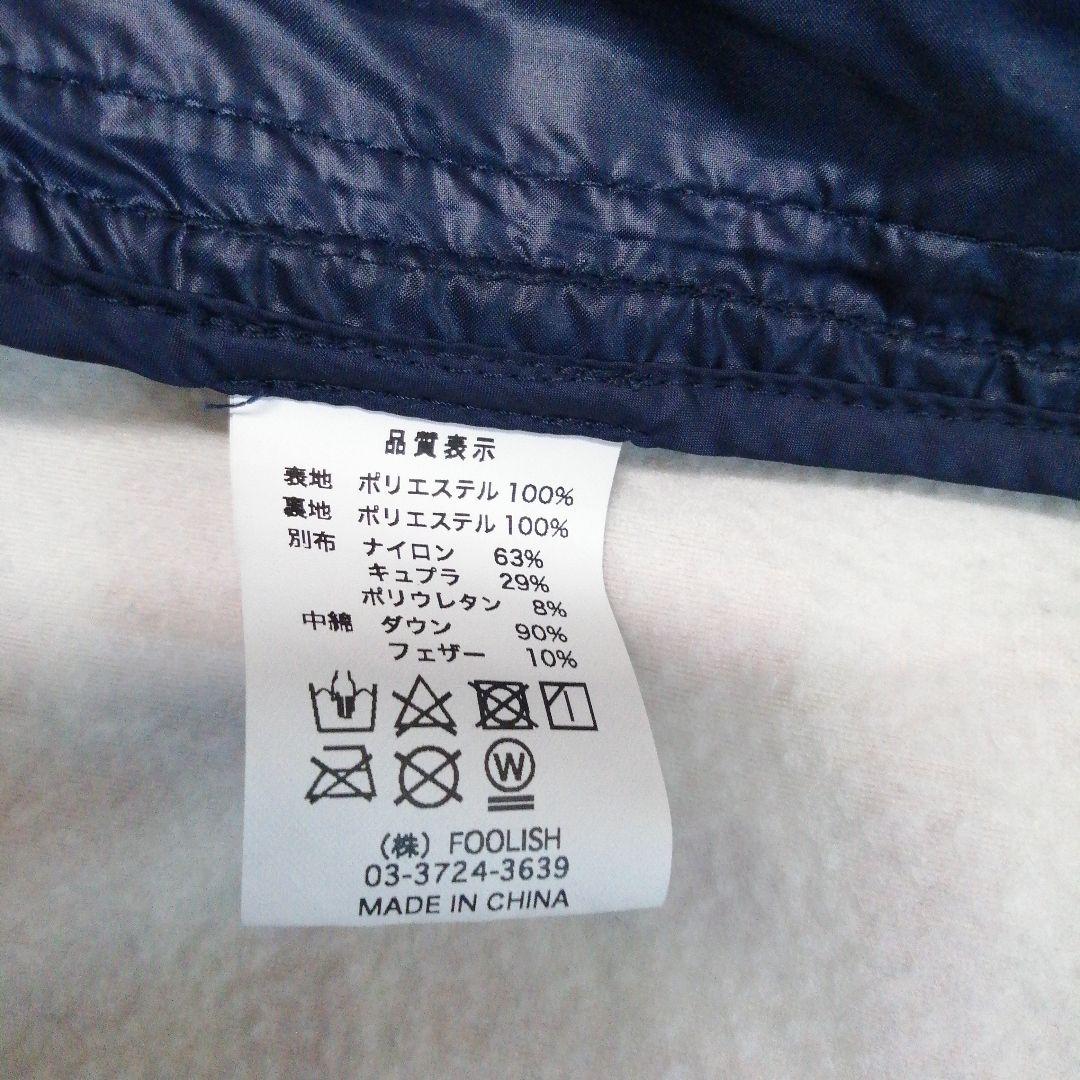 品質表示
表地 ポリエステル 100%
裏地 ポリエステル 100%
別布 ナイロン 63%
キュプラ 29%
ポリウレタン 8%
中綿 ダウン 90%
フェザー 10%
W
(株) FOOLISH
03-3724-3639
MADE IN CHINA